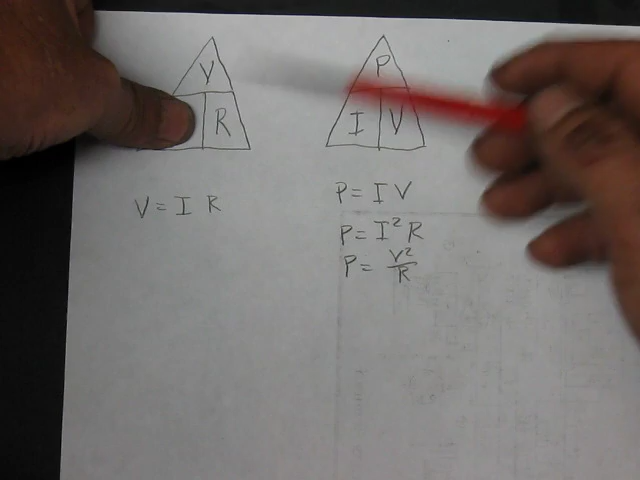 V P
R I V
V = I R P = I V
P = I² R
P = V²/R